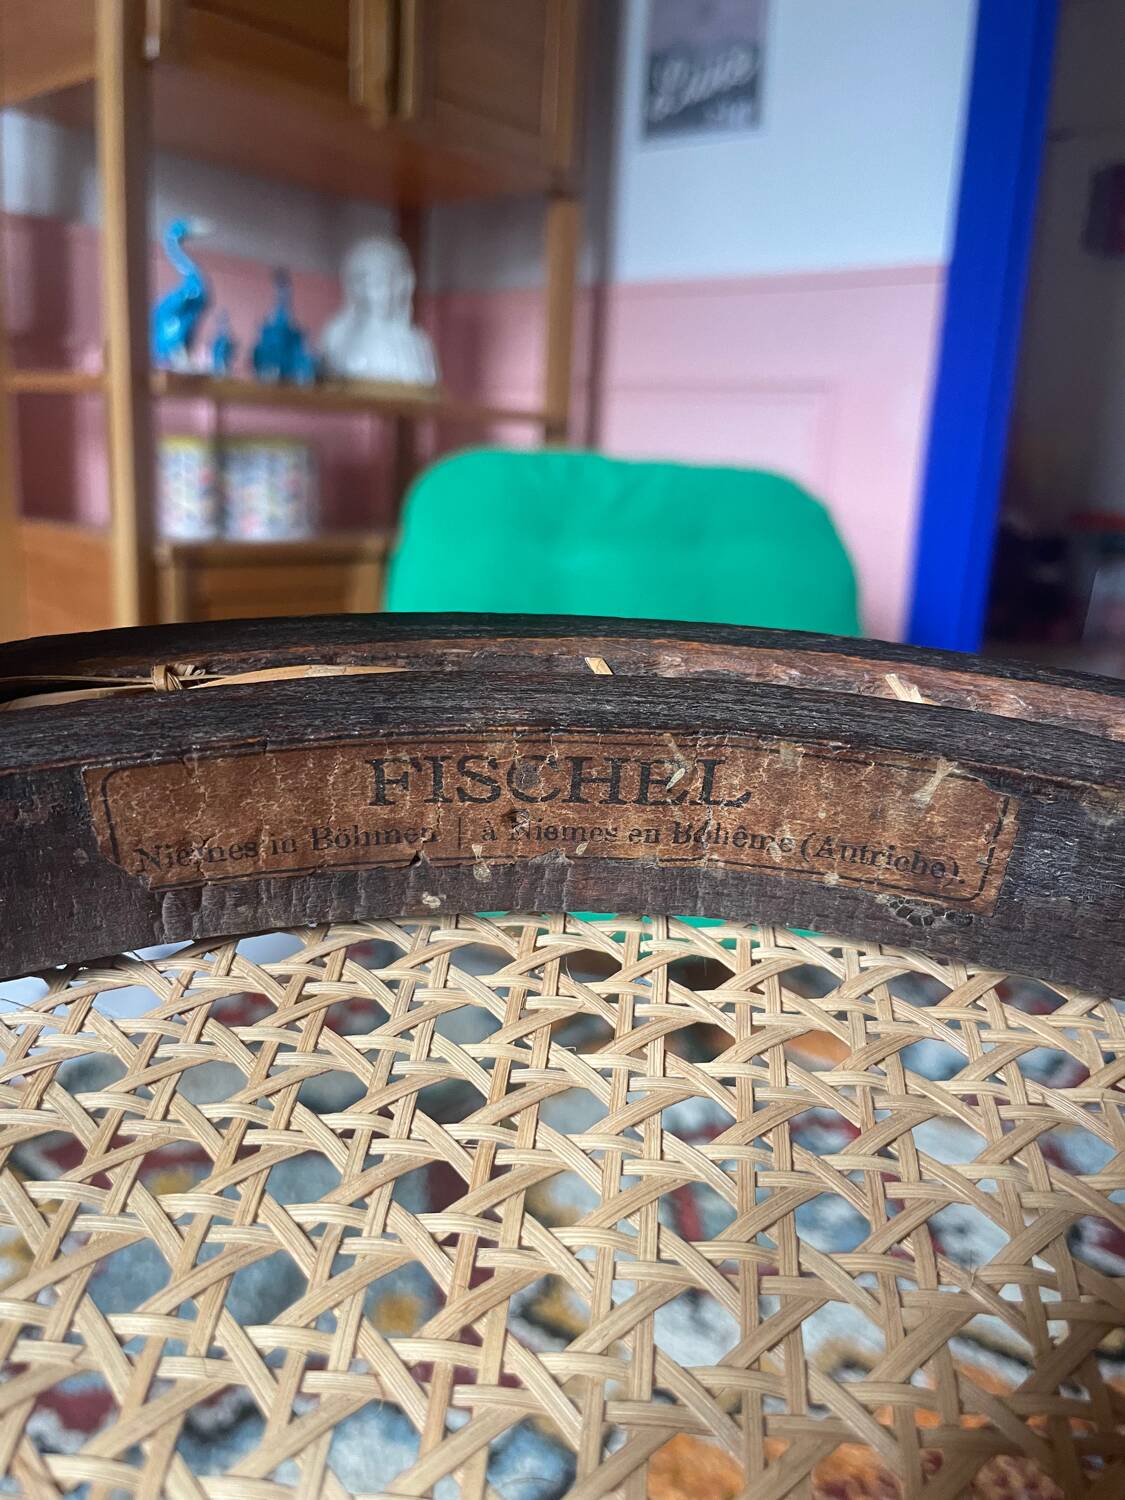 FISCHEL
Niemes in Böhmen | à Niemes en Bohême (Autriche).